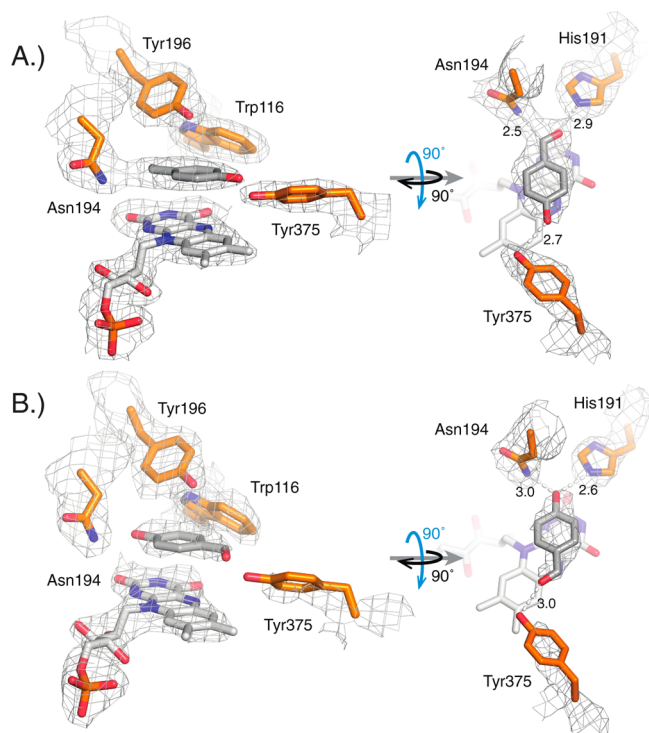 A.)
Tyr196
Trp116
Asn194
Tyr375
90°
90°
Asn194
His191
2.5
2.9
2.7
Tyr375
B.)
Tyr196
Trp116
Asn194
Tyr375
90°
90°
Asn194
His191
3.0
2.6
3.0
Tyr375